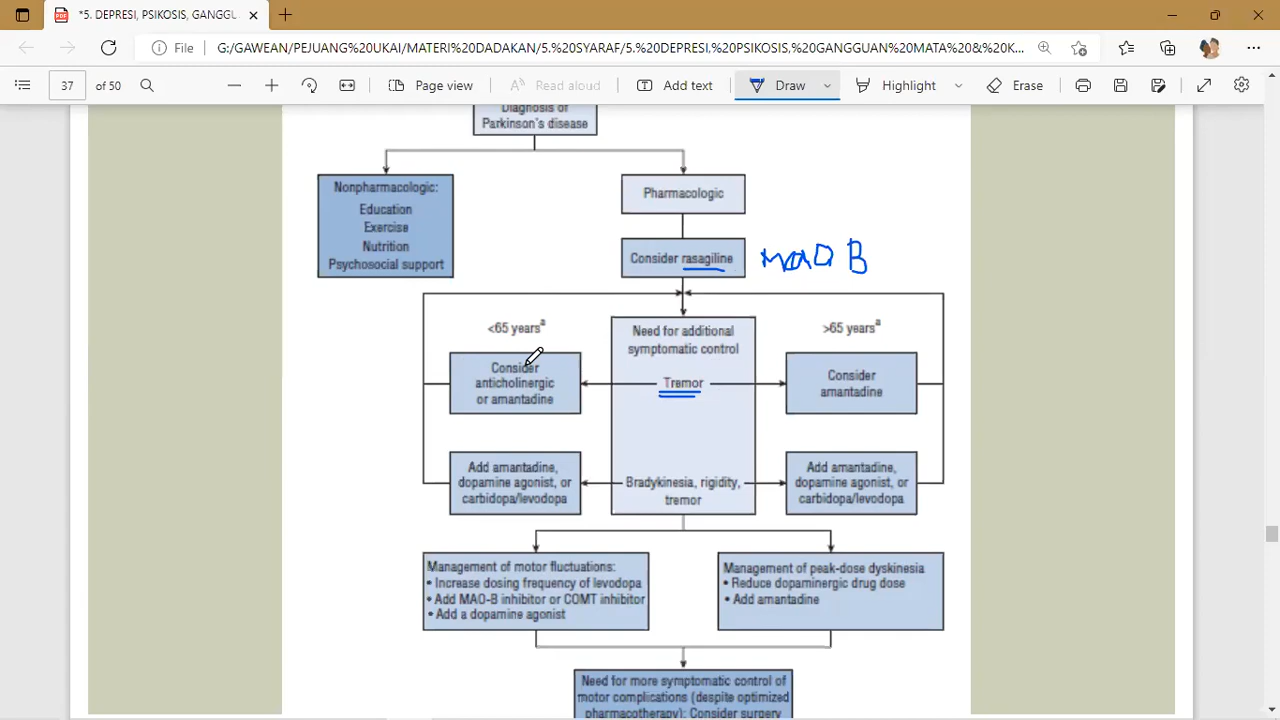 *5. DEPRESI, PSIKOSIS, GANGGU
File
G:/GAWEAN/PEJUANG%20UKAI/MATERI%20DADAKAN/5.%20SYARAF/5.%20DEPRESI.%20PSIKOSIS,%20GANGGUAN%20MATA%20&%20K...
37
of 50
Page view
Read aloud
Add text
Draw
Highlight
Erase
Diagnosis of
Parkinson's disease
Nonpharmacologic:
Education
Exercise
Nutrition
Psychosocial support
Pharmacologic
Consider rasagiline
MaO B
<65 yearsa
Need for additional
symptomatic control
>65 yearsa
Consider
anticholinergic
or amantadine
Tremor
Consider
amantadine
Add amantadine,
dopamine agonist, or
carbidopa/levodopa
Bradykinesia, rigidity,
tremor
Add amantadine,
dopamine agonist, or
carbidopa/levodopa
Management of motor fluctuations:
• Increase dosing frequency of levodopa
• Add MAO-B inhibitor or COMT inhibitor
• Add a dopamine agonist
Management of peak-dose dyskinesia
• Reduce dopaminergic drug dose
• Add amantadine
Need for more symptomatic control of
motor complications (despite optimized
pharmacotherapy): Consider surgery